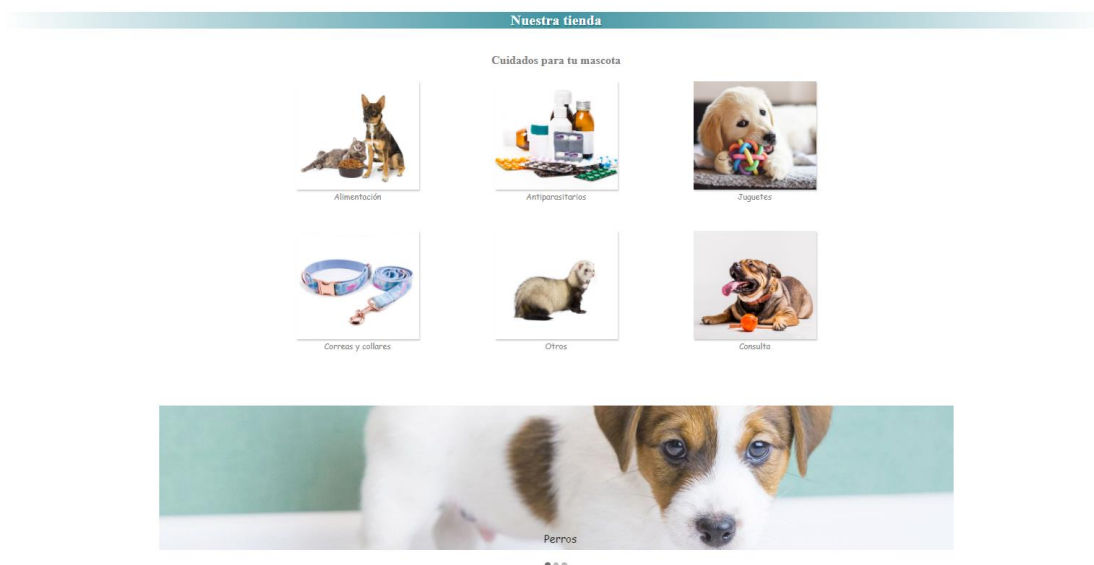 Nuestra tienda
Cuidados para tu mascota
Alimentación
Antiparasitarios
Juguetes
Correas y collares
Otros
Consulta
Perros